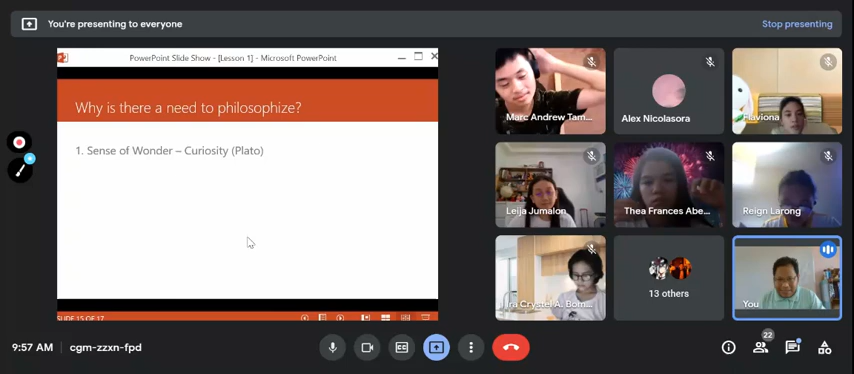 You're presenting to everyone
Stop presenting
PowerPoint Slide Show - [Lesson 1] - Microsoft PowerPoint
Why is there a need to philosophize?
1. Sense of Wonder – Curiosity (Plato)
SLIDE 15 OF 17
Marc Andrew Tam...
Alex Nicolasora
Flaviona
Leija Jumalon
Thea Frances Abe...
Reign Larong
Ira Crystel A. Bom...
13 others
You
9:57 AM | cgm-zzxn-fpd
CC
22